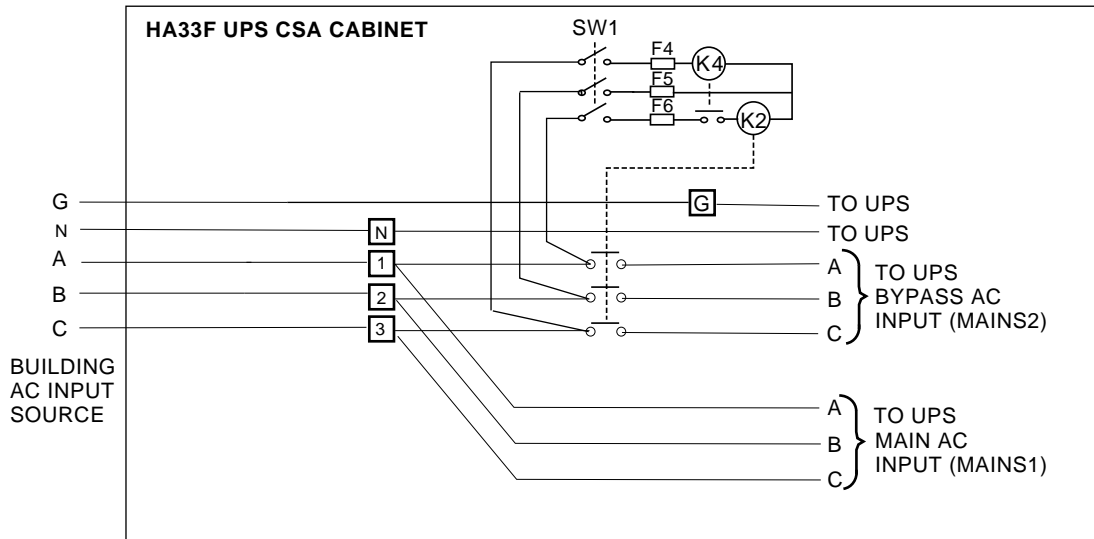 HA33F UPS CSA CABINET
SW1
F4
K4
F5
F6
K2
G
G
TO UPS
N
N
TO UPS
A
1
A
B
2
B
C
3
C
TO UPS
BYPASS AC
INPUT (MAINS2)
BUILDING
AC INPUT
SOURCE
A
B
C
TO UPS
MAIN AC
INPUT (MAINS1)